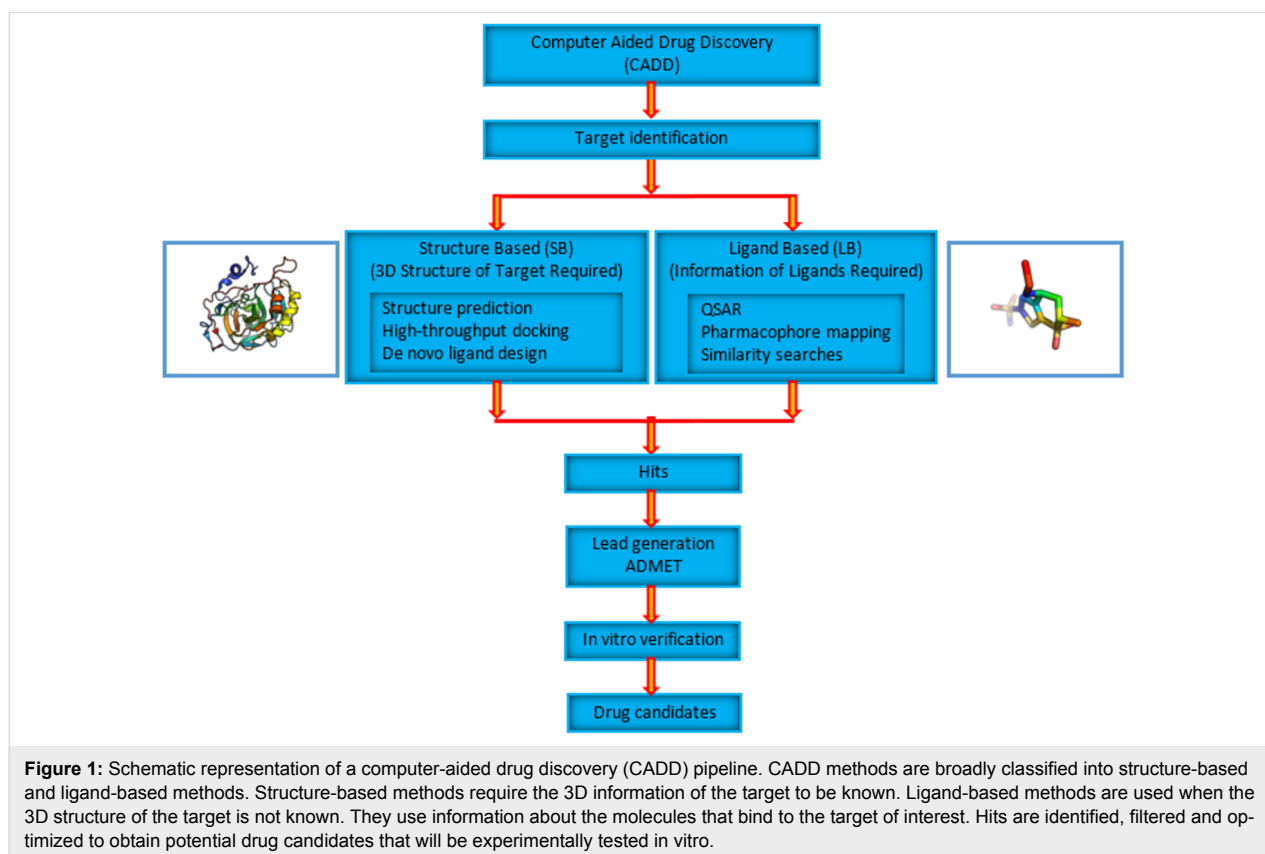 Computer Aided Drug Discovery
(CADD)
Target identification
Structure Based (SB)
(3D Structure of Target Required)
Structure prediction
High-throughput docking
De novo ligand design
Ligand Based (LB)
(Information of Ligands Required)
QSAR
Pharmacophore mapping
Similarity searches
Hits
Lead generation
ADMET
In vitro verification
Drug candidates
Figure 1: Schematic representation of a computer-aided drug discovery (CADD) pipeline. CADD methods are broadly classified into structure-based
and ligand-based methods. Structure-based methods require the 3D information of the target to be known. Ligand-based methods are used when the
3D structure of the target is not known. They use information about the molecules that bind to the target of interest. Hits are identified, filtered and op-
timized to obtain potential drug candidates that will be experimentally tested in vitro.